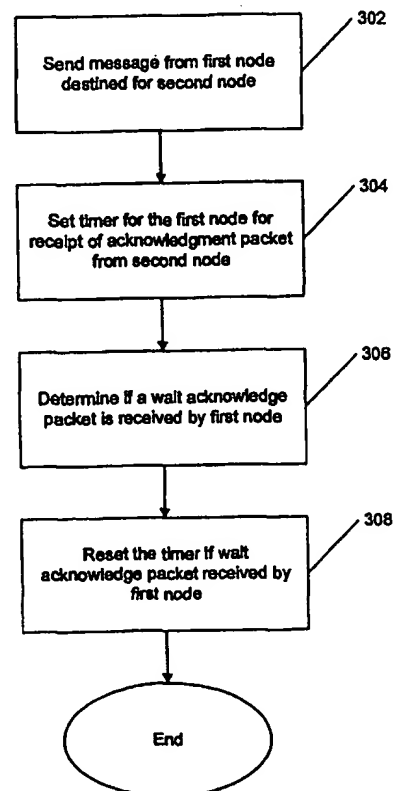 302
Send message from first node
destined for second node
304
Set timer for the first node for
receipt of acknowledgment packet
from second node
306
Determine if a wait acknowledge
packet is received by first node
308
Reset the timer if wait
acknowledge packet received by
first node
End